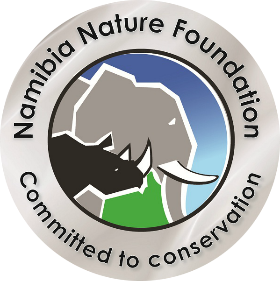 Namibia Nature Foundation
Committed to conservation